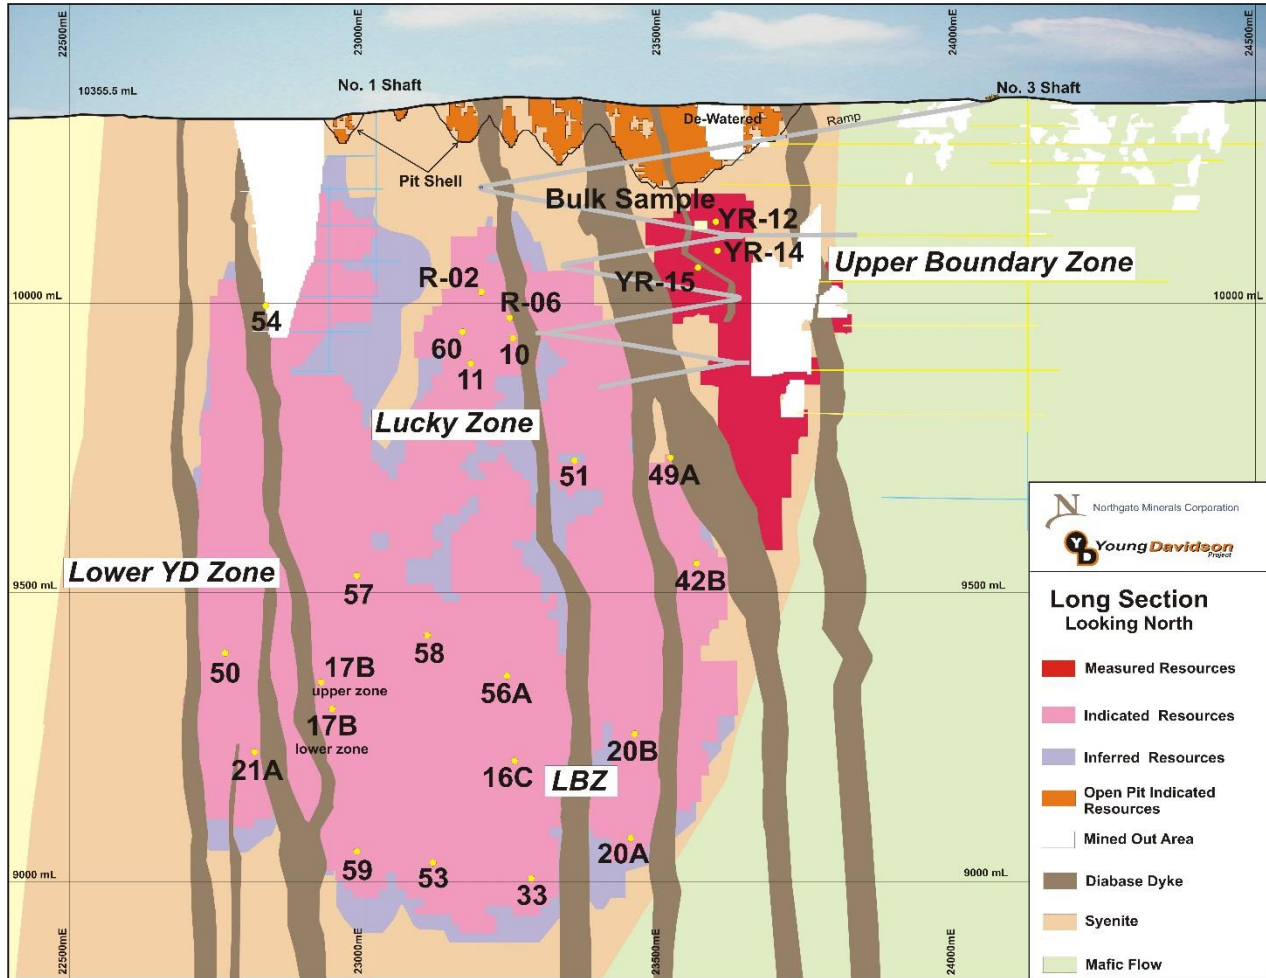 22500mE
23000mE
23500mE
24000mE
24500mE
10355.5 mL
No. 1 Shaft
No. 3 Shaft
De-Watered
Ramp
Pit Shell
Bulk Sample
YR-12
YR-14
YR-15
Upper Boundary Zone
R-02
R-06
10000 mL
10000 mL
54
60
10
11
Lucky Zone
51
49A
Lower YD Zone
9500 mL
57
42B
58
50
17B
upper zone
56A
17B
lower zone
20B
21A
16C
LBZ
20A
59
53
33
9000 mL
9000 mL
22500mE
23000mE
23500mE
24000mE
N
Northgate Minerals Corporation
YD
YoungDavidson
Project
Long Section
Looking North
Measured Resources
Indicated Resources
Inferred Resources
Open Pit Indicated
Resources
Mined Out Area
Diabase Dyke
Syenite
Mafic Flow